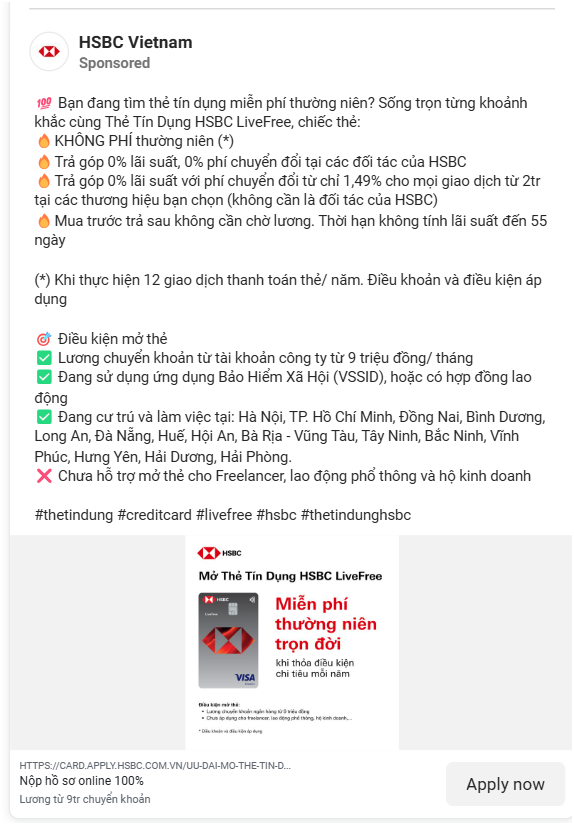 HSBC Vietnam
Sponsored
💯 Bạn đang tìm thẻ tín dụng miễn phí thường niên? Sống trọn từng khoảnh
khắc cùng Thẻ Tín Dụng HSBC LiveFree, chiếc thẻ:
🔥 KHÔNG PHÍ thường niên (*)
🔥 Trả góp 0% lãi suất, 0% phí chuyển đổi tại các đối tác của HSBC
🔥 Trả góp 0% lãi suất với phí chuyển đổi từ chỉ 1,49% cho mọi giao dịch từ 2tr
tại các thương hiệu bạn chọn (không cần là đối tác của HSBC)
🔥 Mua trước trả sau không cần chờ lương. Thời hạn không tính lãi suất đến 55
ngày
(*) Khi thực hiện 12 giao dịch thanh toán thẻ/ năm. Điều khoản và điều kiện áp
dụng
🎯 Điều kiện mở thẻ
✅ Lương chuyển khoản từ tài khoản công ty từ 9 triệu đồng/ tháng
✅ Đang sử dụng ứng dụng Bảo Hiểm Xã Hội (VSSID), hoặc có hợp đồng lao
động
✅ Đang cư trú và làm việc tại: Hà Nội, TP. Hồ Chí Minh, Đồng Nai, Bình Dương,
Long An, Đà Nẵng, Huế, Hội An, Bà Rịa - Vũng Tàu, Tây Ninh, Bắc Ninh, Vĩnh
Phúc, Hưng Yên, Hải Dương, Hải Phòng.
❌ Chưa hỗ trợ mở thẻ cho Freelancer, lao động phổ thông và hộ kinh doanh
#thetindung #creditcard #livefree #hsbc #thetindunghsbc
HSBC
Mở Thẻ Tín Dụng HSBC LiveFree
HSBC
LiveFree
VISA
Miễn phí
thường niên
trọn đời
khi thỏa điều kiện
chi tiêu mỗi năm
Điều kiện mở thẻ:
• Lương chuyển khoản ngân hàng từ 9 triệu đồng
• Chưa áp dụng cho freelancer, lao động phổ thông, hộ kinh doanh,...
* Điều khoản và điều kiện áp dụng
HTTPS://CARD.APPLY.HSBC.COM.VN/UU-DAI-MO-THE-TIN-D...
Nộp hồ sơ online 100%
Lương từ 9tr chuyển khoản
Apply now